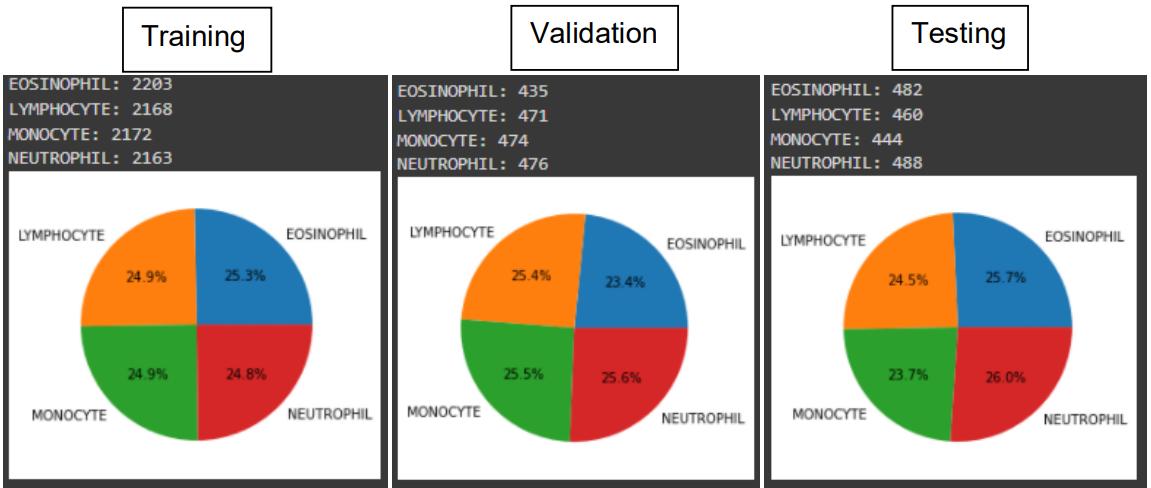 Training
EOSINOPHIL: 2203
LYMPHOCYTE: 2168
MONOCYTE: 2172
NEUTROPHIL: 2163
LYMPHOCYTE
EOSINOPHIL
24.9%
25.3%
24.9%
24.8%
MONOCYTE
NEUTROPHIL
Validation
EOSINOPHIL: 435
LYMPHOCYTE: 471
MONOCYTE: 474
NEUTROPHIL: 476
LYMPHOCYTE
EOSINOPHIL
25.4%
23.4%
25.5%
25.6%
MONOCYTE
NEUTROPHIL
Testing
EOSINOPHIL: 482
LYMPHOCYTE: 460
MONOCYTE: 444
NEUTROPHIL: 488
LYMPHOCYTE
EOSINOPHIL
24.5%
25.7%
23.7%
26.0%
MONOCYTE
NEUTROPHIL